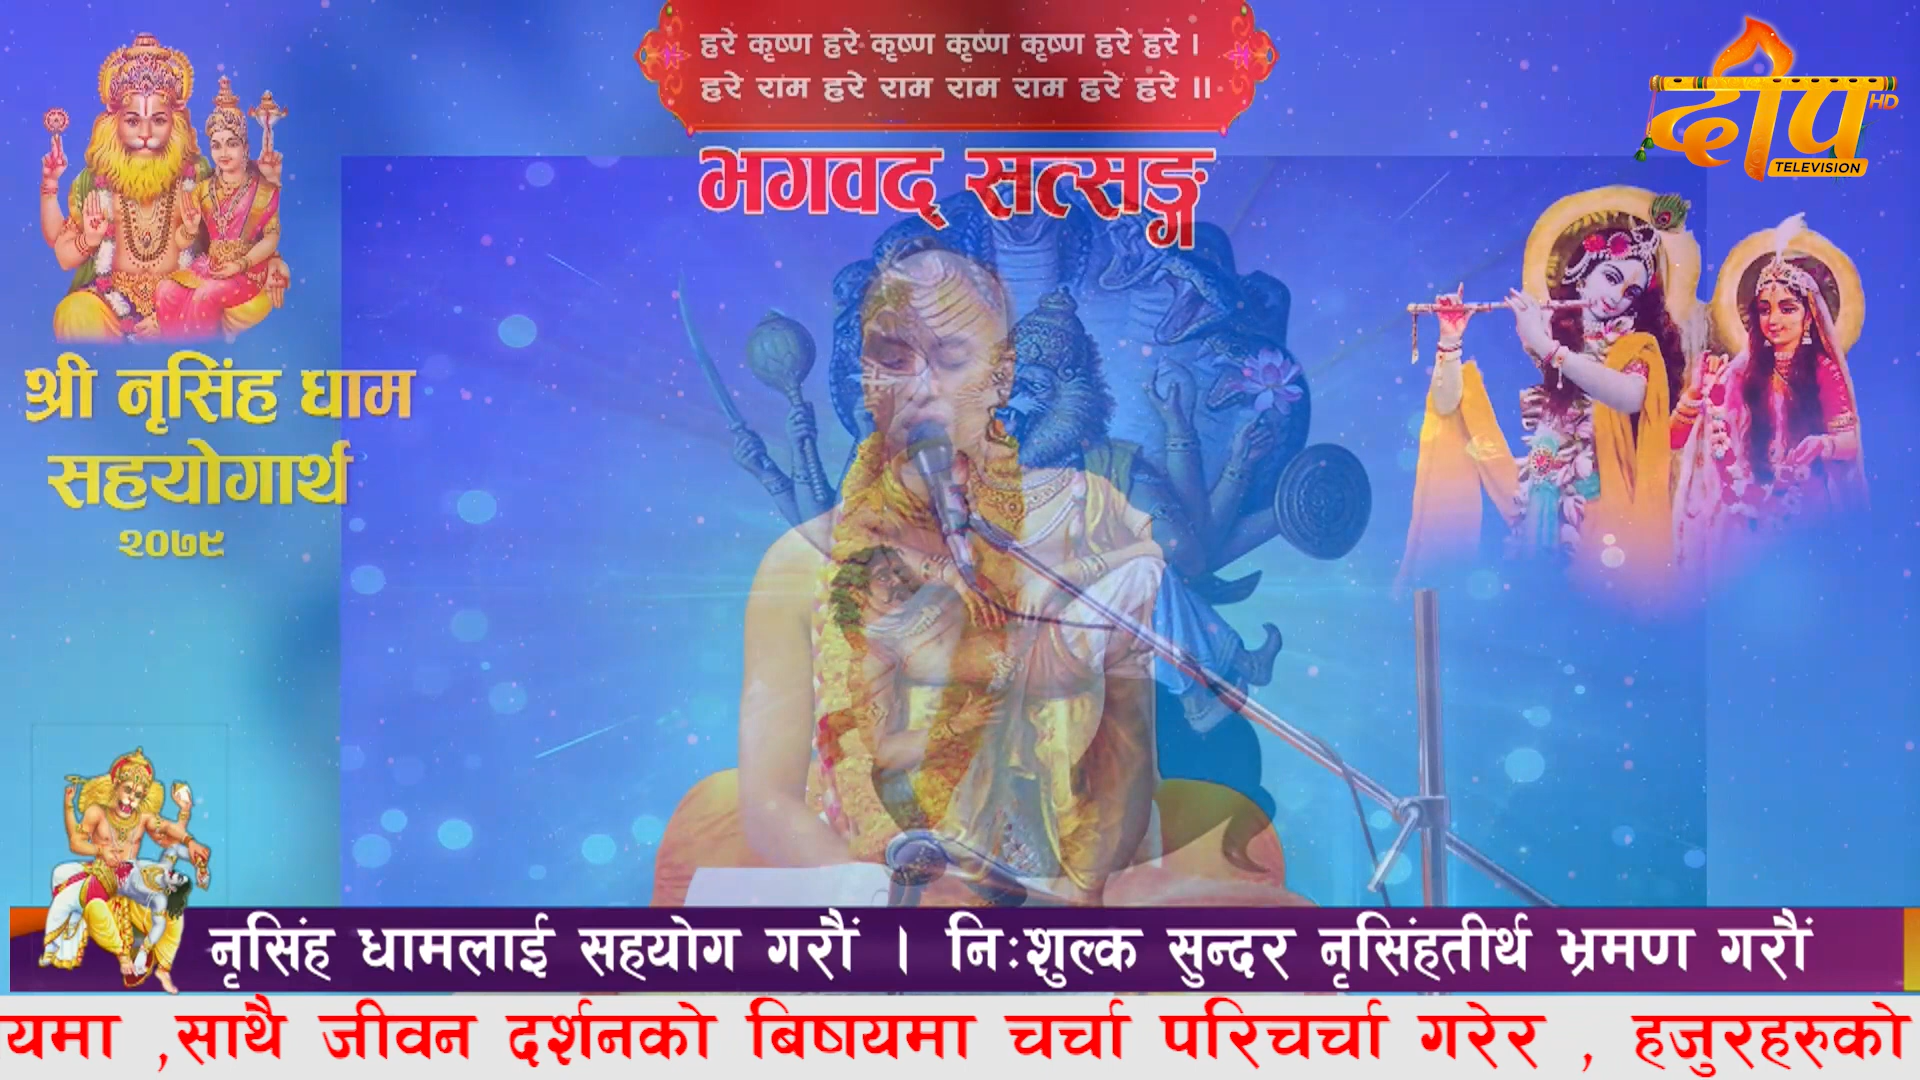 हरे कृष्ण हरे कृष्ण कृष्ण कृष्ण हरे हरे ।
हरे राम हरे राम राम राम हरे हरे ॥
दीप HD
TELEVISION
भगवद् सत्सङ्ग
श्री नृसिंह धाम
सहयोगार्थ
२०७९
नृसिंह धामलाई सहयोग गरौं । निःशुल्क सुन्दर नृसिंहतीर्थ भ्रमण गरौं
यमा ,साथै जीवन दर्शनको बिषयमा चर्चा परिचर्चा गरेर , हजुरहरुको